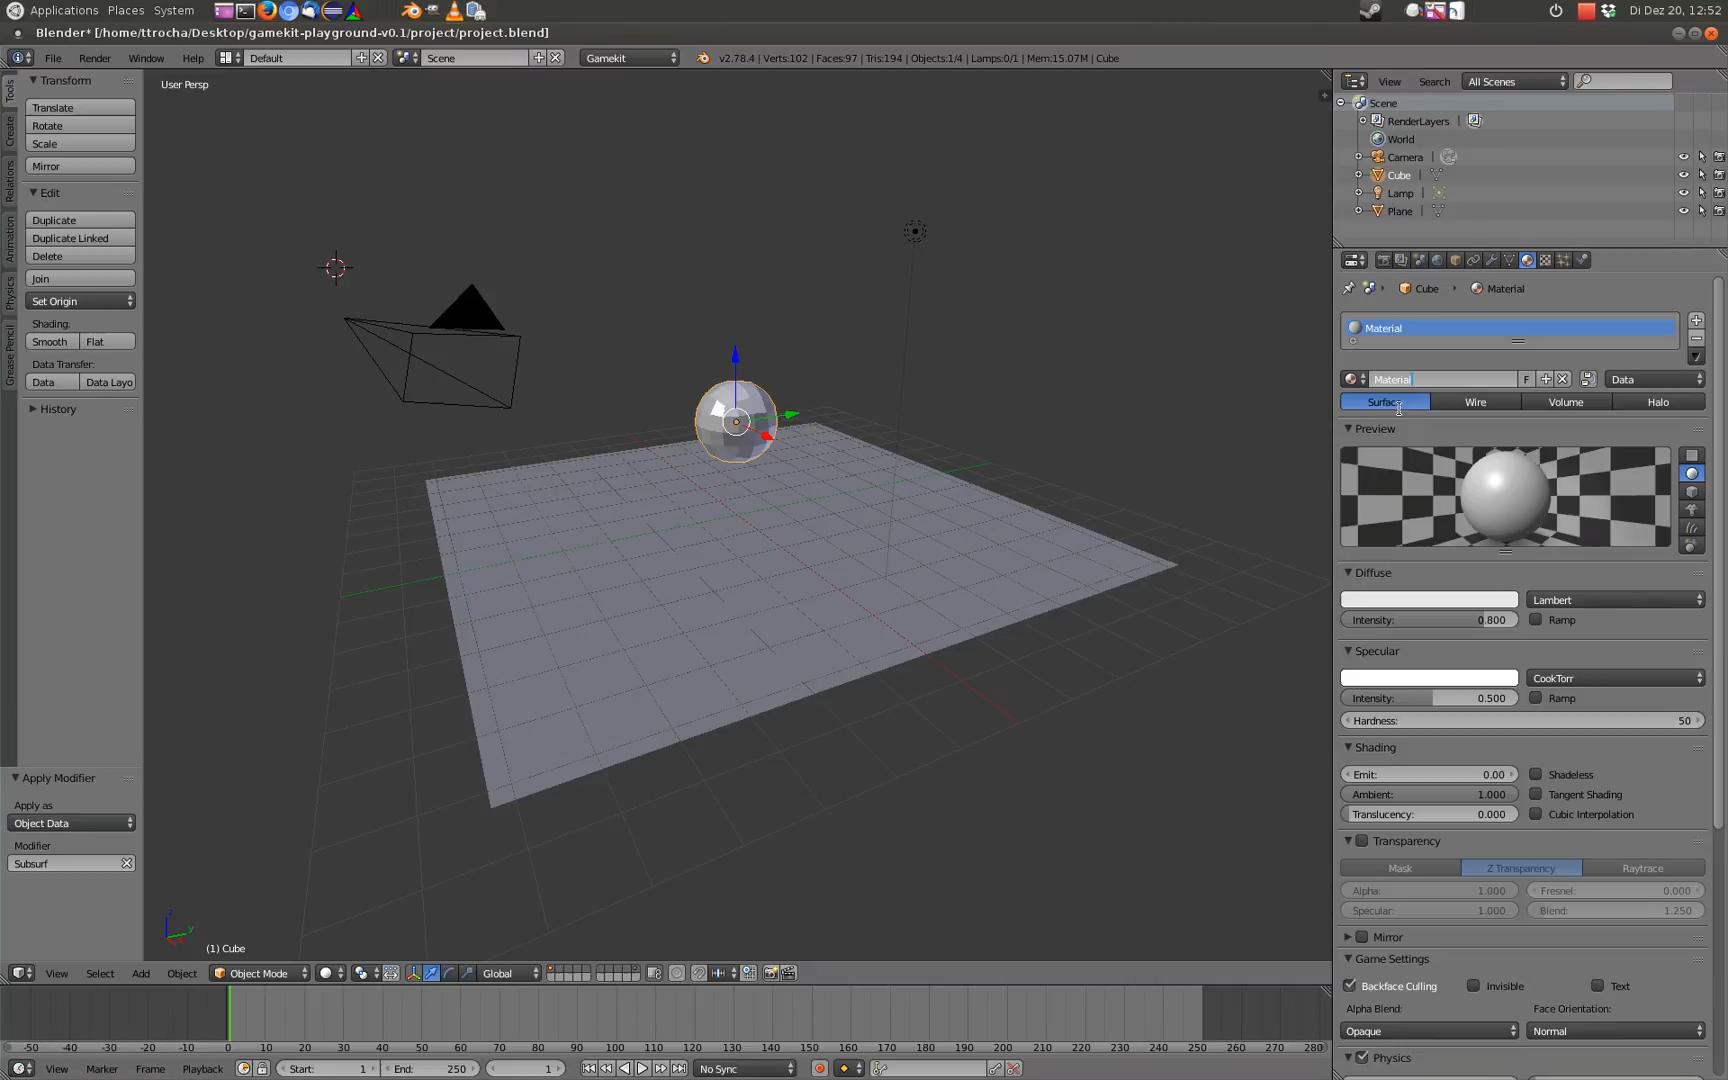 Applications Places System Di Dez 20, 12:52
Blender* [/home/ttrocha/Desktop/gamekit-playground-v0.1/project/project.blend]
File Render Window Help Default Scene Gamekit v2.78.4 | Verts:102 | Faces:97 | Tris:194 | Objects:1/4 | Lamps:0/1 | Mem:15.07M | Cube
Tools
Create
Relations
Animation
Physics
Grease Pencil
Transform
Translate
Rotate
Scale
Mirror
Edit
Duplicate
Duplicate Linked
Delete
Join
Set Origin
Shading:
Smooth Flat
Data Transfer:
Data Data Layo
History
Apply Modifier
Apply as
Object Data
Modifier
Subsurf
User Persp
z
y
x
(1) Cube
View Select Add Object Object Mode Global
-50 -40 -30 -20 -10 0 10 20 30 40 50 60 70 80 90 100 110 120 130 140 150 160 170 180 190 200 210 220 230 240 250 260 270 280
View Marker Frame Playback Start: 1 End: 250 1 No Sync
View Search All Scenes
Scene
RenderLayers
World
Camera
Cube
Lamp
Plane
Cube Material
Material
Material F Data
Surface Wire Volume Halo
Preview
Diffuse
Lambert
Intensity: 0.800 Ramp
Specular
CookTorr
Intensity: 0.500 Ramp
Hardness: 50
Shading
Emit: 0.00 Shadeless
Ambient: 1.000 Tangent Shading
Translucency: 0.000 Cubic Interpolation
Transparency
Mask Z Transparency Raytrace
Alpha: 1.000 Fresnel: 0.000
Specular: 1.000 Blend: 1.250
Mirror
Game Settings
Backface Culling Invisible Text
Alpha Blend: Face Orientation:
Opaque Normal
Physics